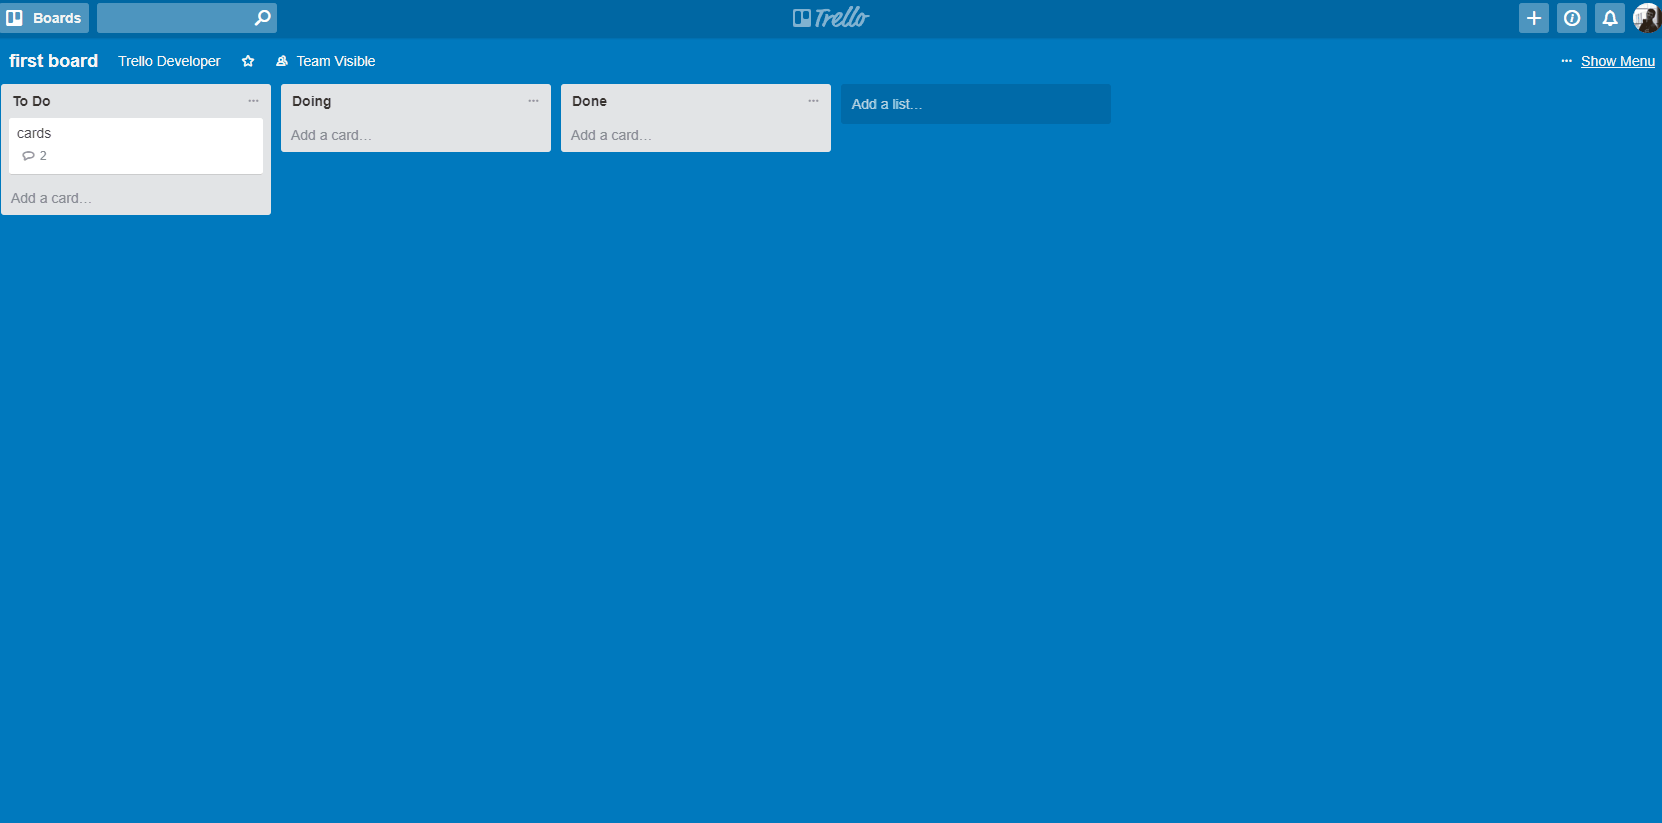 Boards
Trello
first board
Trello Developer
Team Visible
··· Show Menu
To Do
···
cards
2
Add a card…
Doing
···
Add a card…
Done
···
Add a card…
Add a list…